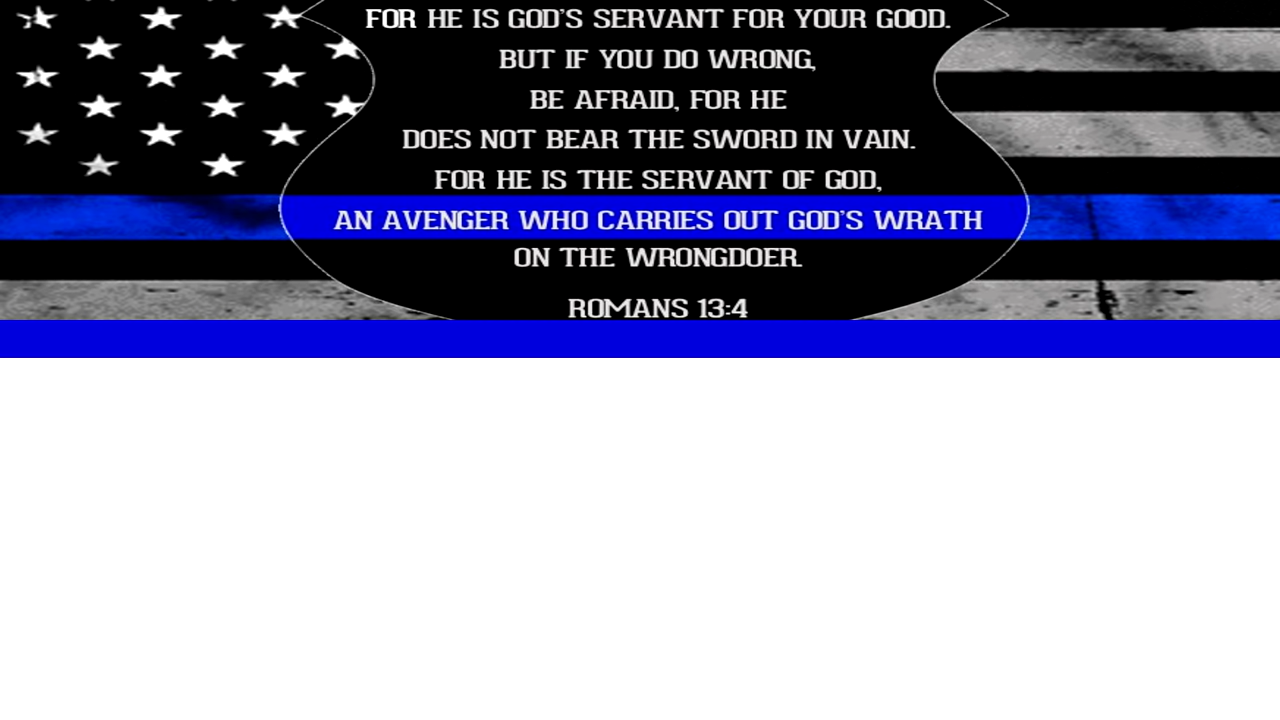 FOR HE IS GOD'S SERVANT FOR YOUR GOOD.
BUT IF YOU DO WRONG,
BE AFRAID, FOR HE
DOES NOT BEAR THE SWORD IN VAIN.
FOR HE IS THE SERVANT OF GOD,
AN AVENGER WHO CARRIES OUT GOD'S WRATH
ON THE WRONGDOER.
ROMANS 13:4